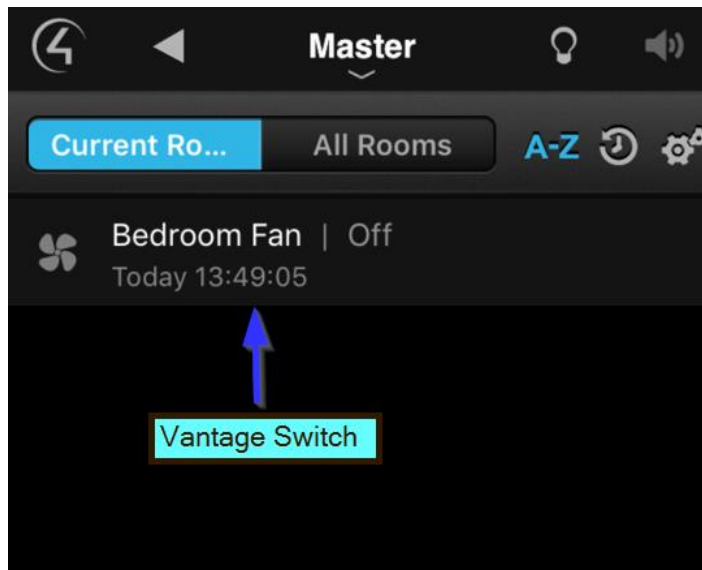 Master
Current Ro...
All Rooms
A-Z
Bedroom Fan | Off
Today 13:49:05
Vantage Switch